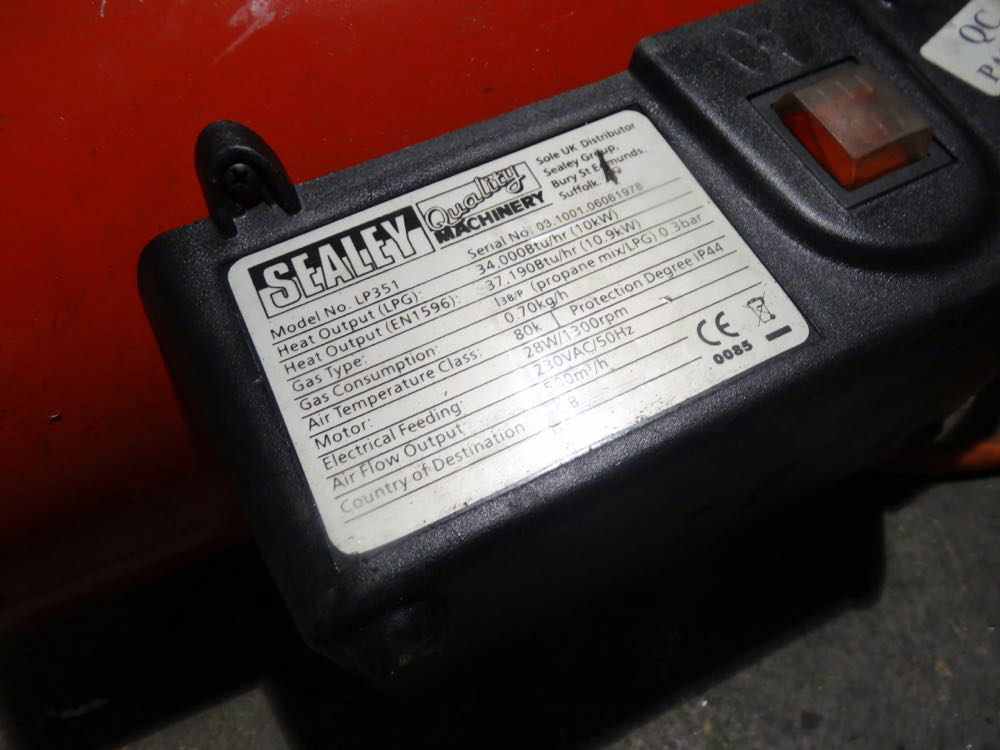 SEALEY
Quality
MACHINERY
Sole UK Distributor
Sealey Group,
Bury St Edmunds.
Suffolk.
Model No. LP351
Serial No. 03.1001.06061978
Heat Output (LPG): 34,000Btu/hr (10kW)
Heat Output (EN1596): 37,190Btu/hr (10.9kW)
Gas Type: I3B/P (propane mix/LPG) 0.3bar
Gas Consumption: 0.70kg/h
Air Temperature Class: 80k Protection Degree IP44
Motor: 28W/1300rpm
Electrical Feeding: 230VAC/50Hz
Air Flow Output: 500m³/h
Country of Destination GB
CE
0085
QC